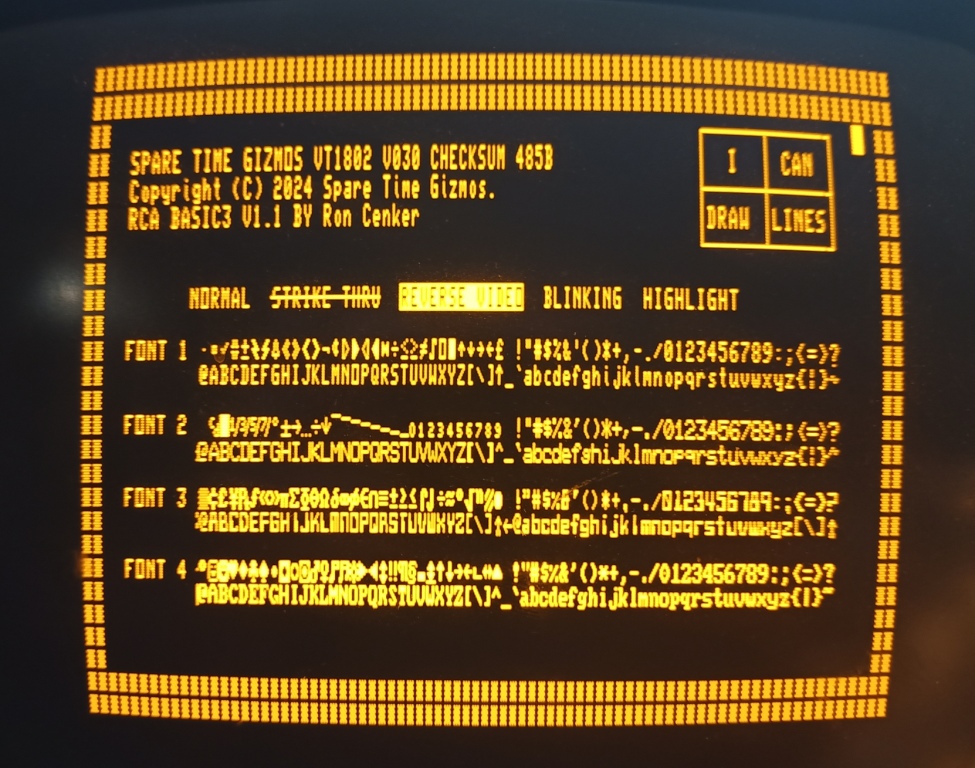 SPARE TIME GIZMOS VT1802 V030 CHECKSUM 485B
Copyright (C) 2024 Spare Time Gizmos.
RCA BASIC3 V1.1 BY Ron Cenker
I CAN
DRAW LINES
NORMAL STRIKE THRU REVERSE VIDEO BLINKING HIGHLIGHT
FONT 1 !"#$%&'()*+,-./0123456789:;<=>?
@ABCDEFGHIJKLMNOPQRSTUVWXYZ[\]↑_`abcdefghijklmnopqrstuvwxyz{|}~
FONT 2 0123456789 !"#$%&'()*+,-./0123456789:;<=>?
@ABCDEFGHIJKLMNOPQRSTUVWXYZ[\]^_`abcdefghijklmnopqrstuvwxyz{|}
FONT 3 !"#$%&'()*+,-./0123456789:;<=>?
@ABCDEFGHIJKLMNOPQRSTUVWXYZ[\]↑←@abcdefghijklmnopqrstuvwxyz[\]↑
FONT 4 !"#$%&'()*+,-./0123456789:;<=>?
@ABCDEFGHIJKLMNOPQRSTUVWXYZ[\]^_`abcdefghijklmnopqrstuvwxyz{|}~